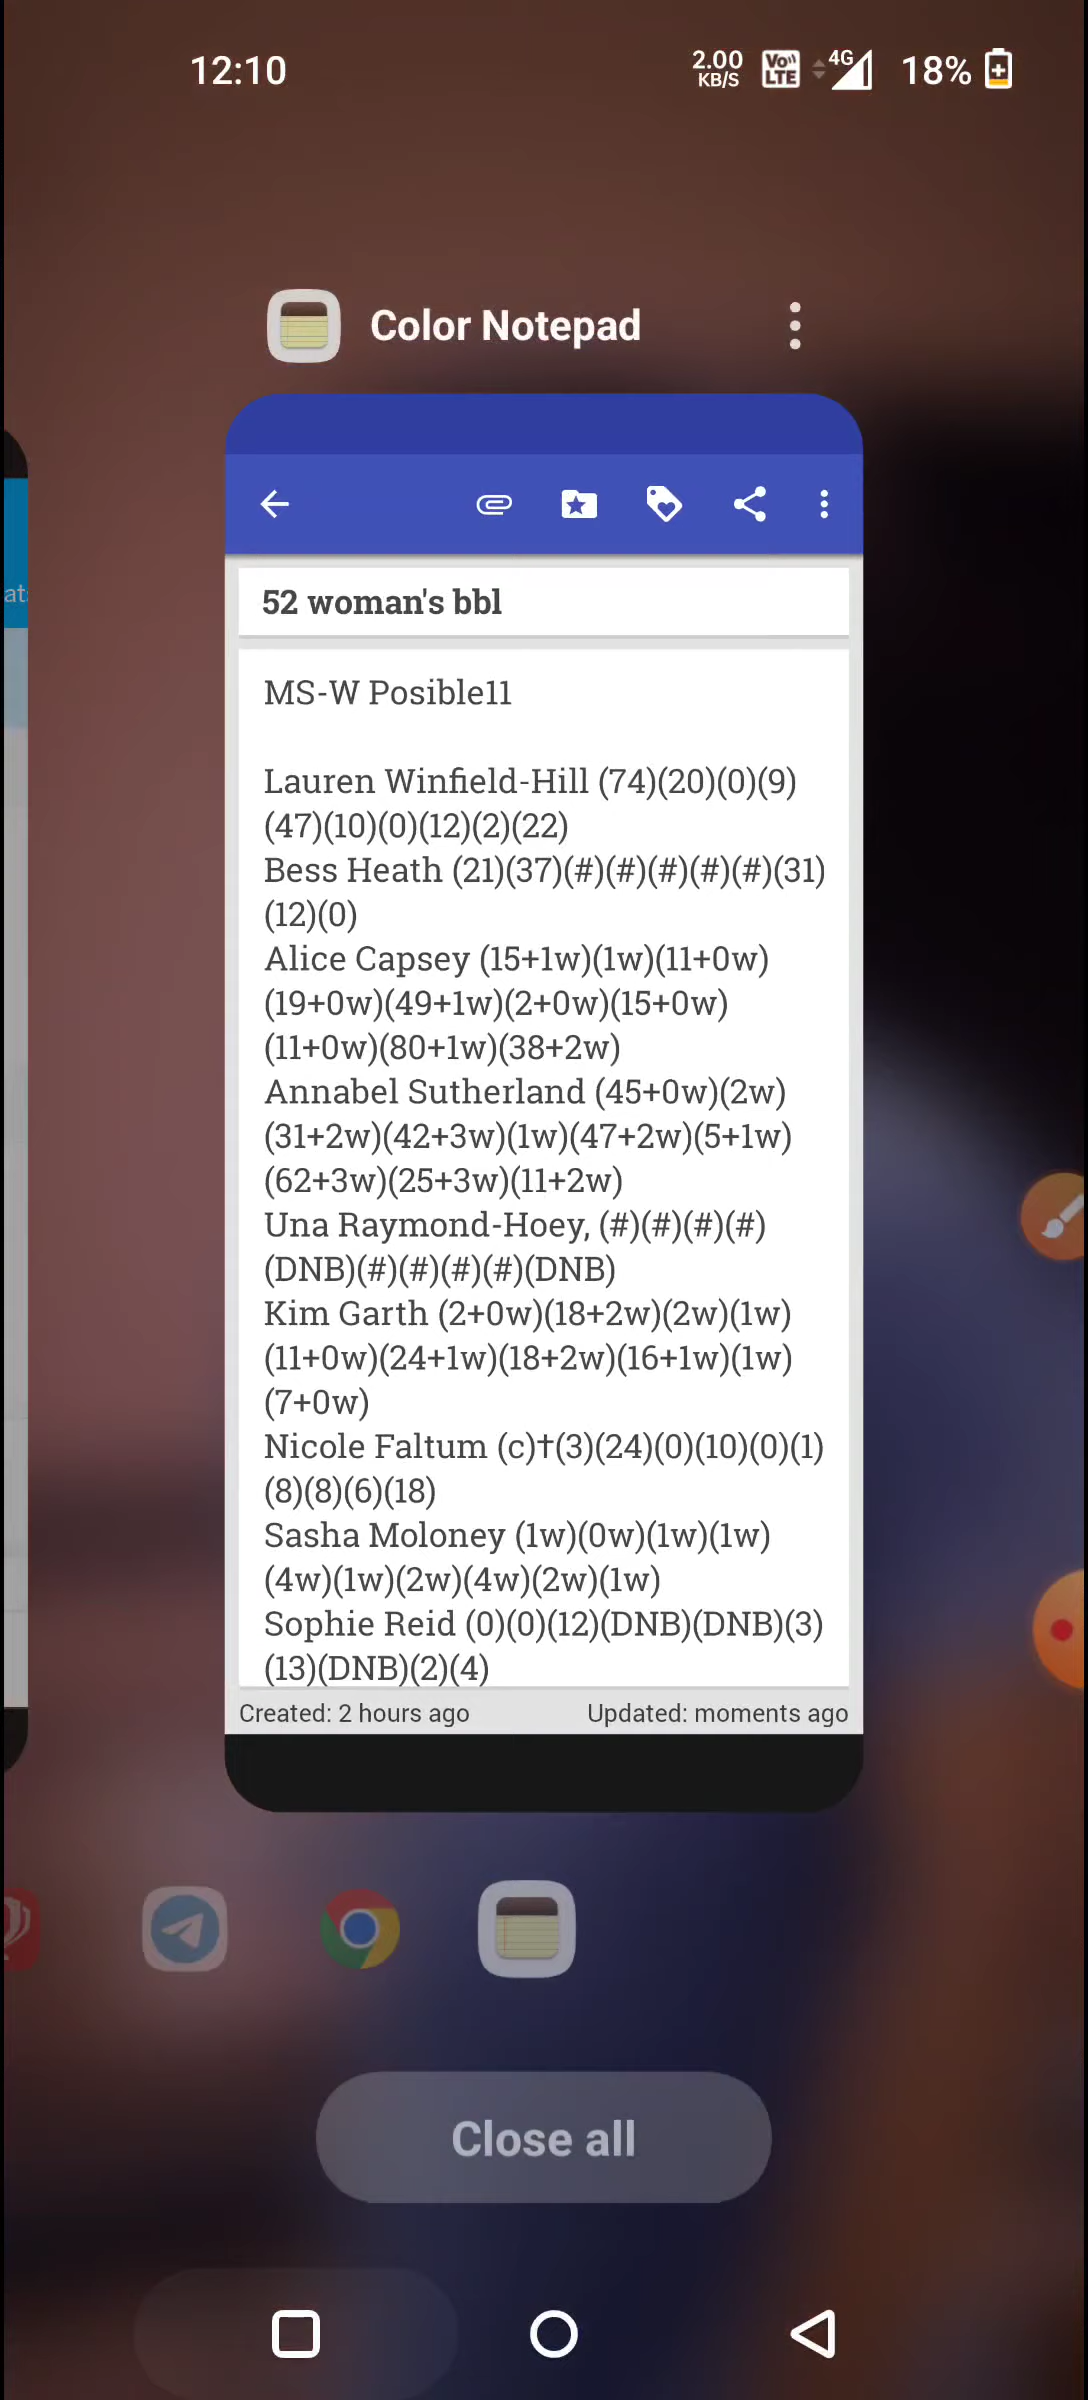 12:10
2.00 KB/S VoLTE 4G 18%
Color Notepad
at
52 woman's bbl
MS-W Posible11
Lauren Winfield-Hill (74)(20)(0)(9)
(47)(10)(0)(12)(2)(22)
Bess Heath (21)(37)(#)(#)(#)(#)(#)(31)
(12)(0)
Alice Capsey (15+1w)(1w)(11+0w)
(19+0w)(49+1w)(2+0w)(15+0w)
(11+0w)(80+1w)(38+2w)
Annabel Sutherland (45+0w)(2w)
(31+2w)(42+3w)(1w)(47+2w)(5+1w)
(62+3w)(25+3w)(11+2w)
Una Raymond-Hoey, (#)(#)(#)(#)
(DNB)(#)(#)(#)(#)(DNB)
Kim Garth (2+0w)(18+2w)(2w)(1w)
(11+0w)(24+1w)(18+2w)(16+1w)(1w)
(7+0w)
Nicole Faltum (c)†(3)(24)(0)(10)(0)(1)
(8)(8)(6)(18)
Sasha Moloney (1w)(0w)(1w)(1w)
(4w)(1w)(2w)(4w)(2w)(1w)
Sophie Reid (0)(0)(12)(DNB)(DNB)(3)
(13)(DNB)(2)(4)
Created: 2 hours ago Updated: moments ago
Close all